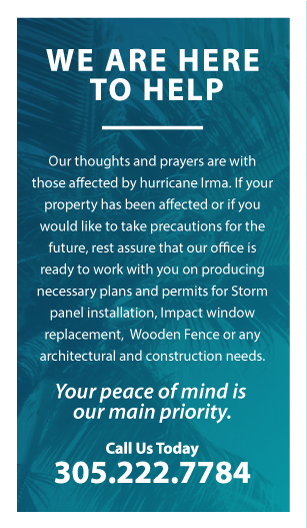 WE ARE HERE
TO HELP
Our thoughts and prayers are with
those affected by hurricane Irma. If your
property has been affected or if you
would like to take precautions for the
future, rest assure that our office is
ready to work with you on producing
necessary plans and permits for Storm
panel installation, Impact window
replacement, Wooden Fence or any
architectural and construction needs.
Your peace of mind is
our main priority.
Call Us Today
305.222.7784